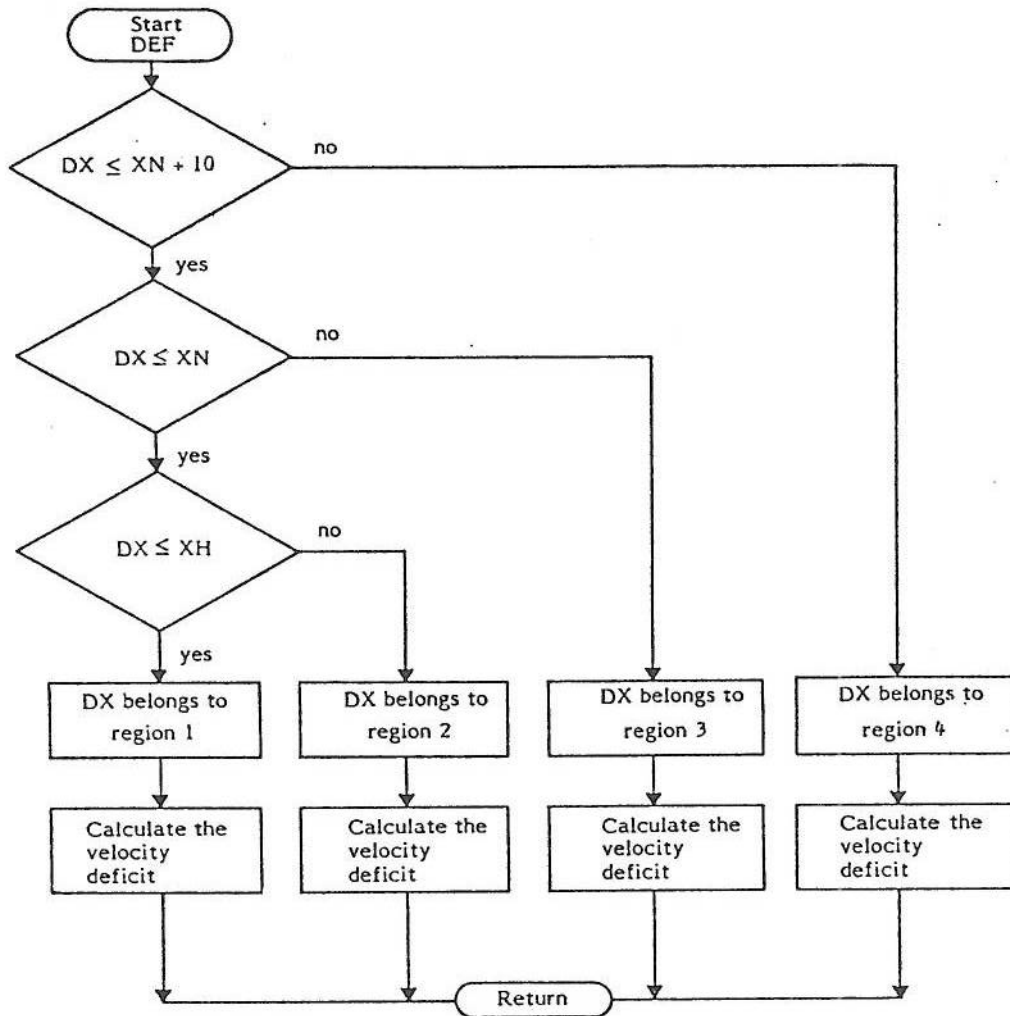 Start
DEF
DX ≤ XN + 10
no
yes
DX ≤ XN
no
yes
DX ≤ XH
no
yes
DX belongs to
region 1
DX belongs to
region 2
DX belongs to
region 3
DX belongs to
region 4
Calculate the
velocity
deficit
Calculate the
velocity
deficit
Calculate the
velocity
deficit
Calculate the
velocity
deficit
Return